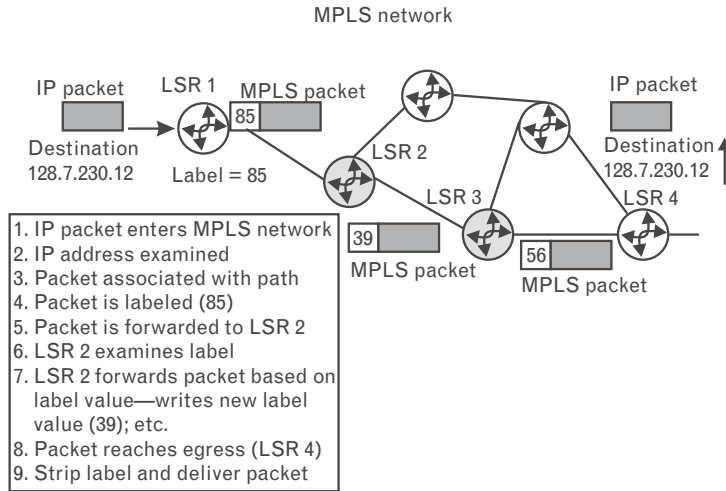 MPLS network
IP packet
LSR 1
MPLS packet
85
IP packet
Destination
128.7.230.12
Label = 85
LSR 2
Destination
128.7.230.12
LSR 3
LSR 4
39
MPLS packet
56
MPLS packet
1. IP packet enters MPLS network
2. IP address examined
3. Packet associated with path
4. Packet is labeled (85)
5. Packet is forwarded to LSR 2
6. LSR 2 examines label
7. LSR 2 forwards packet based on
label value—writes new label
value (39); etc.
8. Packet reaches egress (LSR 4)
9. Strip label and deliver packet